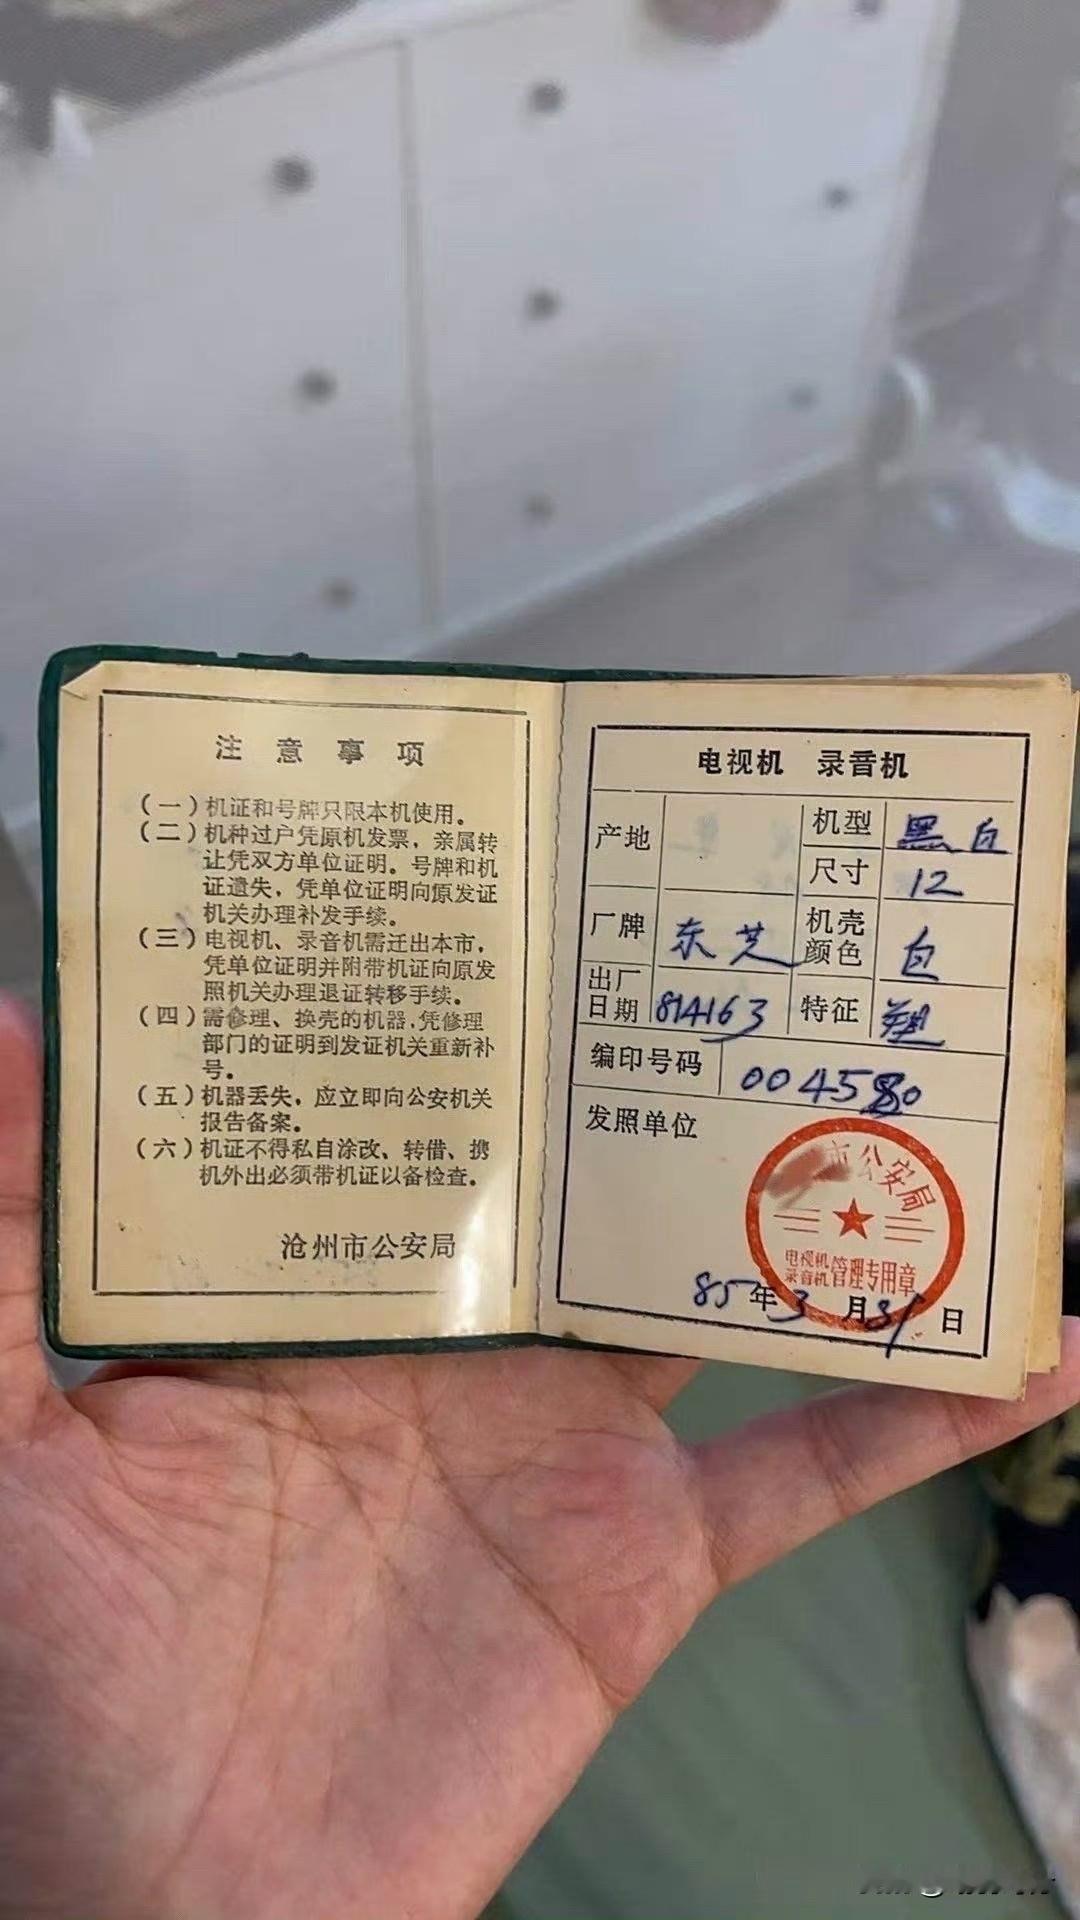 注意事项
（一）机证和号牌只限本机使用。
（二）机种过户凭原机发票，亲属转
让凭双方单位证明。号牌和机
证遗失，凭单位证明向原发证
机关办理补发手续。
（三）电视机、录音机需迁出本市，
凭单位证明并附带机证向原发
照机关办理退证转移手续。
（四）需修理、换壳的机器，凭修理
部门的证明到发证机关重新补
号。
（五）机器丢失，应立即向公安机关
报告备案。
（六）机证不得私自涂改、转借、携
机外出必须带机证以备检查。
沧州市公安局
电视机 录音机
产地
机型 黑白
尺寸 12
厂牌 东芝
机壳
颜色 白
出厂
日期 814163
特征
编印号码 004580
发照单位
市公安局
电视机
录音机 管理专用章
85年3月31日